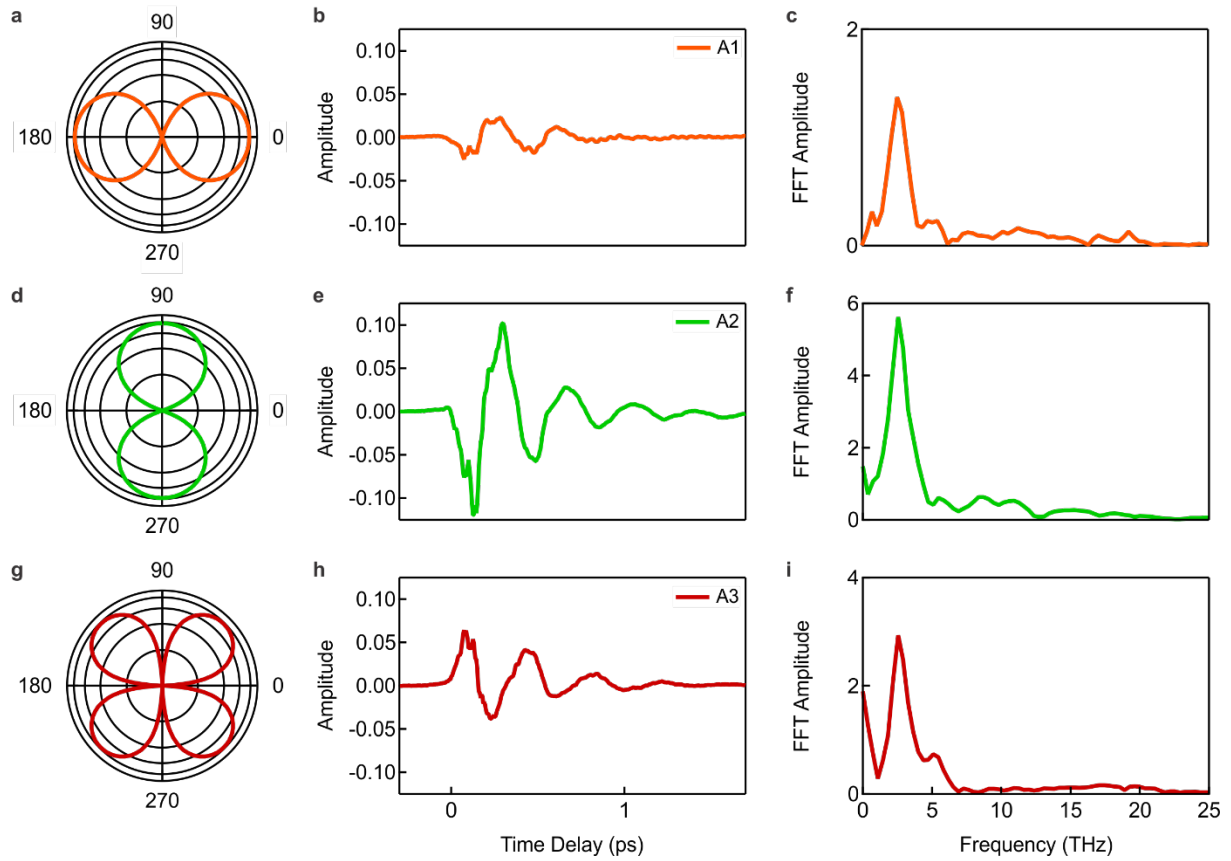 a
90
180
0
270
b
0.10
0.05
0.00
-0.05
-0.10
Amplitude
A1
c
2
1
0
FFT Amplitude
d
90
180
0
270
e
0.10
0.05
0.00
-0.05
-0.10
Amplitude
A2
f
6
4
2
0
FFT Amplitude
g
90
180
0
270
h
0.10
0.05
0.00
-0.05
-0.10
Amplitude
A3
0 1
Time Delay (ps)
i
4
2
0
FFT Amplitude
0 5 10 15 20 25
Frequency (THz)